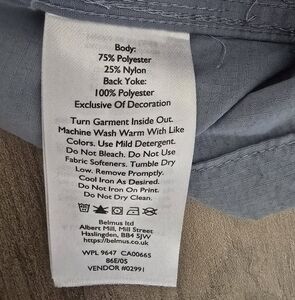 Body:
75% Polyester
25% Nylon
Back Yoke:
100% Polyester
Exclusive Of Decoration
Turn Garment Inside Out.
Machine Wash Warm With Like
Colors. Use Mild Detergent.
Do Not Bleach. Do Not Use
Fabric Softeners. Tumble Dry
Low. Remove Promptly.
Cool Iron As Desired.
Do Not Iron On Print.
Do Not Dry Clean.
Belmus ltd
Albert Mill, Mill Street
Haslingden, BB4 5JW
https://belmus.co.uk
WPL 9647 CA00665
86E/05
VENDOR #02991